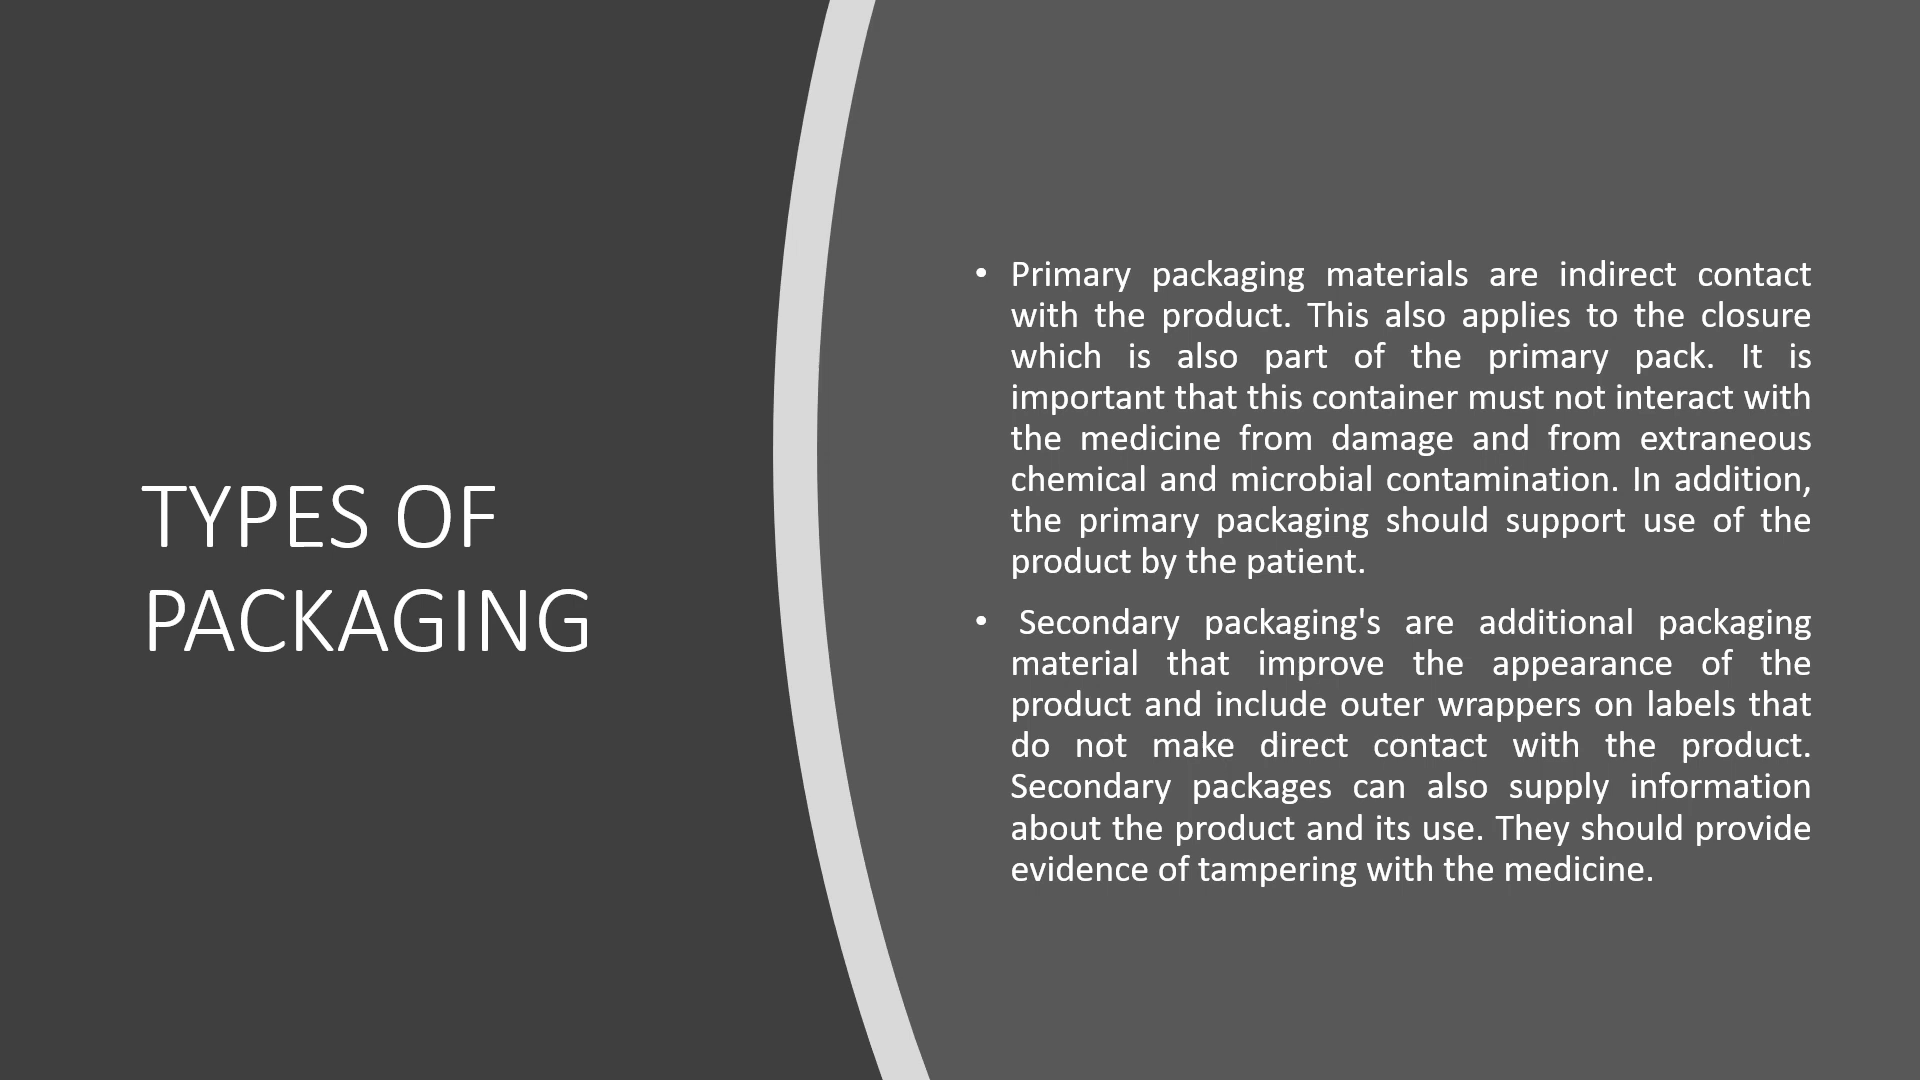 TYPES OF
PACKAGING
• Primary packaging materials are indirect contact
with the product. This also applies to the closure
which is also part of the primary pack. It is
important that this container must not interact with
the medicine from damage and from extraneous
chemical and microbial contamination. In addition,
the primary packaging should support use of the
product by the patient.
• Secondary packaging's are additional packaging
material that improve the appearance of the
product and include outer wrappers on labels that
do not make direct contact with the product.
Secondary packages can also supply information
about the product and its use. They should provide
evidence of tampering with the medicine.